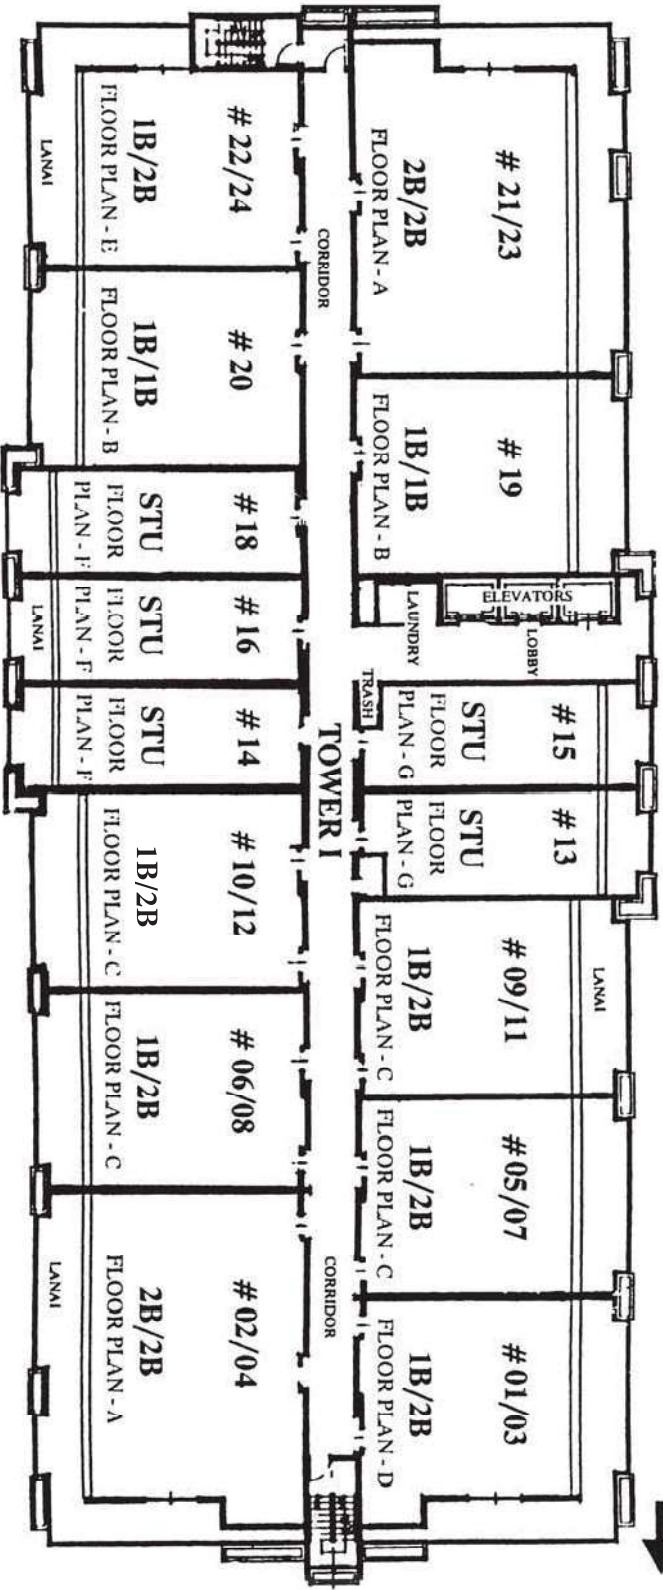 # 22/24
1B/2B
FLOOR PLAN - E
LANAI
# 20
1B/1B
FLOOR PLAN - B
# 18
STU
FLOOR
PLAN - F
# 16
STU
FLOOR
PLAN - F
LANAI
# 14
STU
FLOOR
PLAN - F
# 10/12
1B/2B
FLOOR PLAN - C
# 06/08
1B/2B
FLOOR PLAN - C
# 02/04
2B/2B
FLOOR PLAN - A
LANAI
CORRIDOR
TOWER I
CORRIDOR
# 21/23
2B/2B
FLOOR PLAN - A
# 19
1B/1B
FLOOR PLAN - B
ELEVATORS
LOBBY
LAUNDRY
TRASH
# 15
STU
FLOOR
PLAN - G
# 13
STU
FLOOR
PLAN - G
LANAI
# 09/11
1B/2B
FLOOR PLAN - C
# 05/07
1B/2B
FLOOR PLAN - C
# 01/03
1B/2B
FLOOR PLAN - D